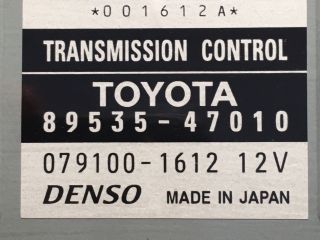 *001612A*
TRANSMISSION CONTROL
TOYOTA
89535-47010
079100-1612 12V
DENSO MADE IN JAPAN